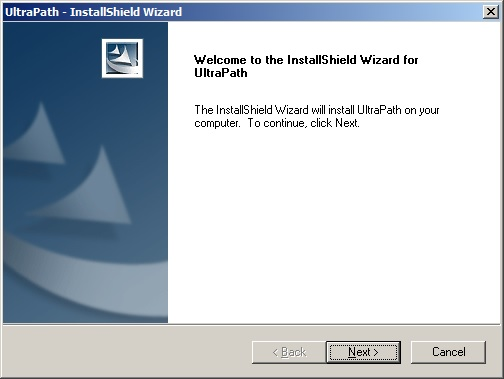 UltraPath - InstallShield Wizard
Welcome to the InstallShield Wizard for
UltraPath
The InstallShield Wizard will install UltraPath on your
computer. To continue, click Next.
< Back
Next >
Cancel